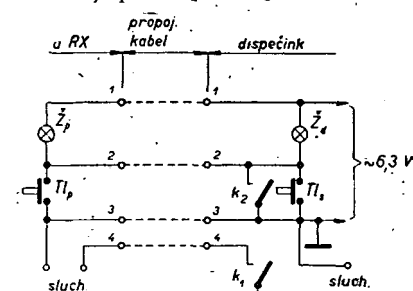 propoj.
u RX kabel dispečink
1 1
Žp Žd
2 2
Tlp k2 Tls
~6,3 V
3 3
4 4
sluch. k1 sluch.